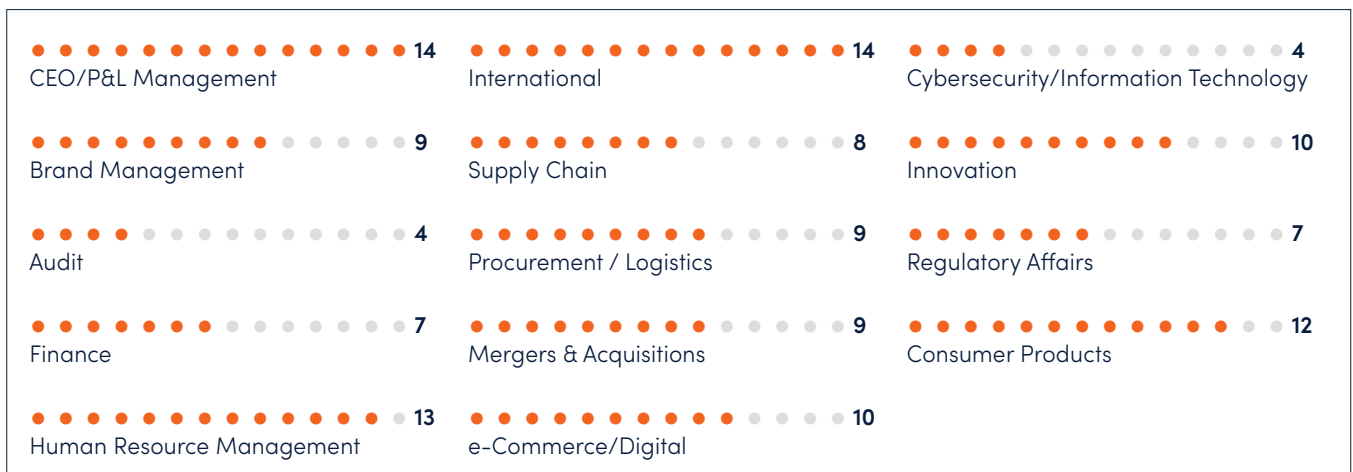 14
CEO/P&L Management
14
International
4
Cybersecurity/Information Technology
9
Brand Management
8
Supply Chain
10
Innovation
4
Audit
9
Procurement / Logistics
7
Regulatory Affairs
7
Finance
9
Mergers & Acquisitions
12
Consumer Products
13
Human Resource Management
10
e-Commerce/Digital